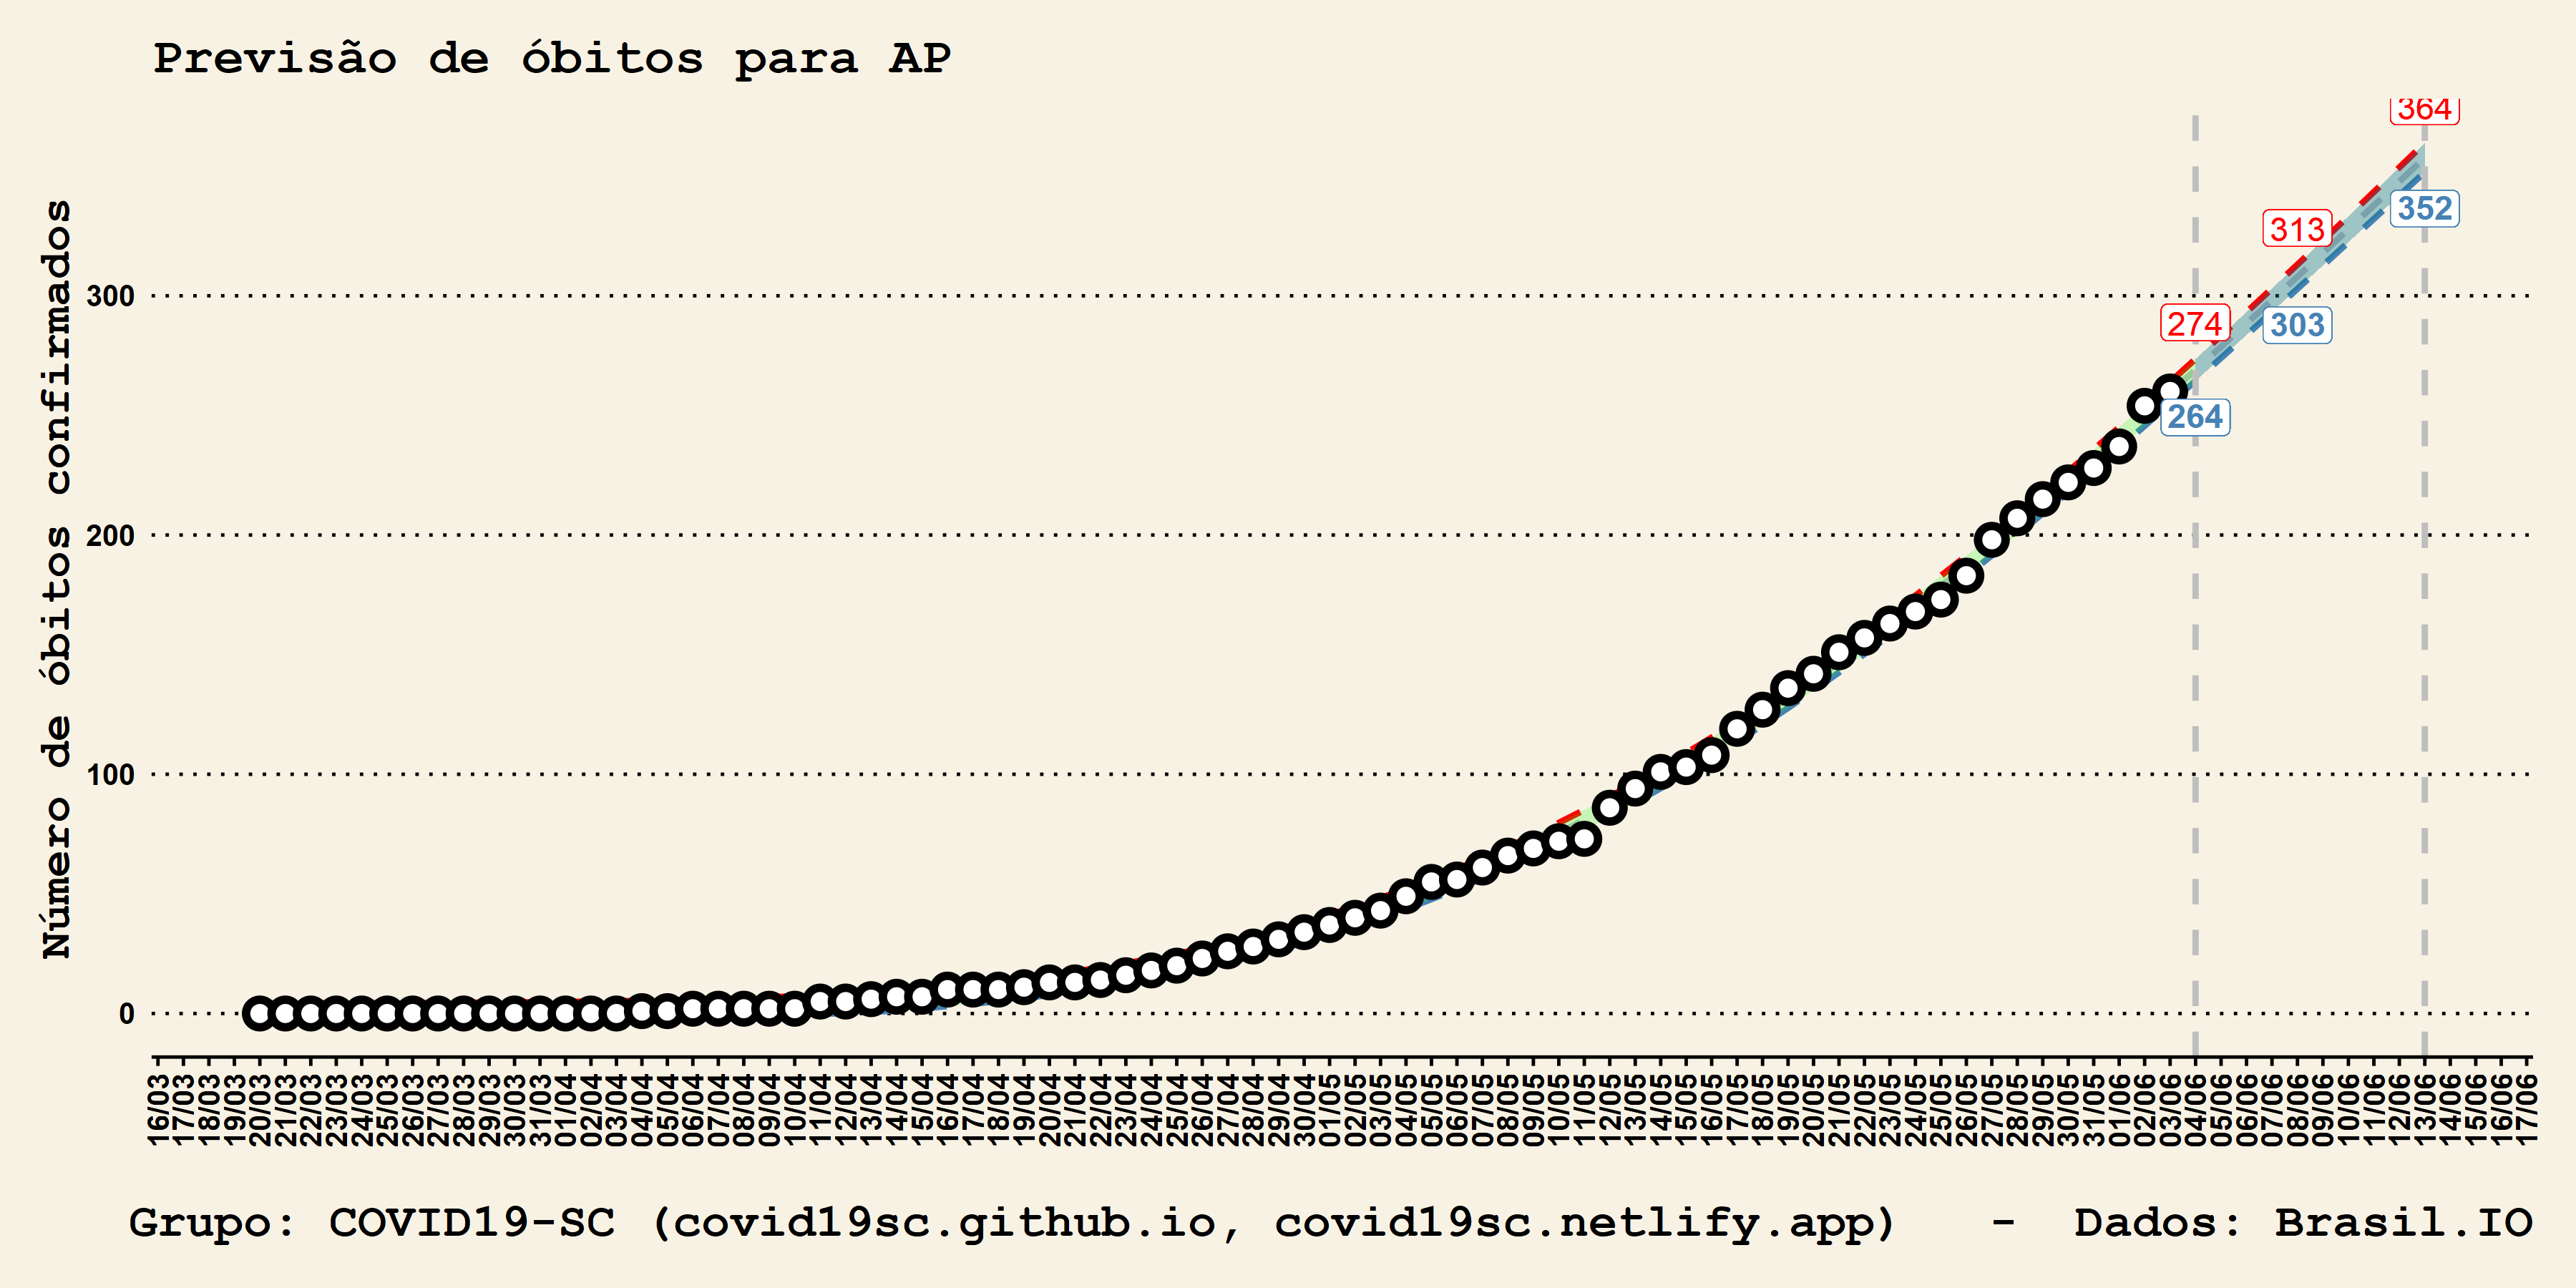 Previsão de óbitos para AP
Número de óbitos confirmados
364
352
313
303
300
274
264
200
100
0
16/03 17/03 18/03 19/03 20/03 21/03 22/03 23/03 24/03 25/03 26/03 27/03 28/03 29/03 30/03 31/03 01/04 02/04 03/04 04/04 05/04 06/04 07/04 08/04 09/04 10/04 11/04 12/04 13/04 14/04 15/04 16/04 17/04 18/04 19/04 20/04 21/04 22/04 23/04 24/04 25/04 26/04 27/04 28/04 29/04 30/04 01/05 02/05 03/05 04/05 05/05 06/05 07/05 08/05 09/05 10/05 11/05 12/05 13/05 14/05 15/05 16/05 17/05 18/05 19/05 20/05 21/05 22/05 23/05 24/05 25/05 26/05 27/05 28/05 29/05 30/05 31/05 01/06 02/06 03/06 04/06 05/06 06/06 07/06 08/06 09/06 10/06 11/06 12/06 13/06 14/06 15/06 16/06 17/06
Grupo: COVID19-SC (covid19sc.github.io, covid19sc.netlify.app) - Dados: Brasil.IO